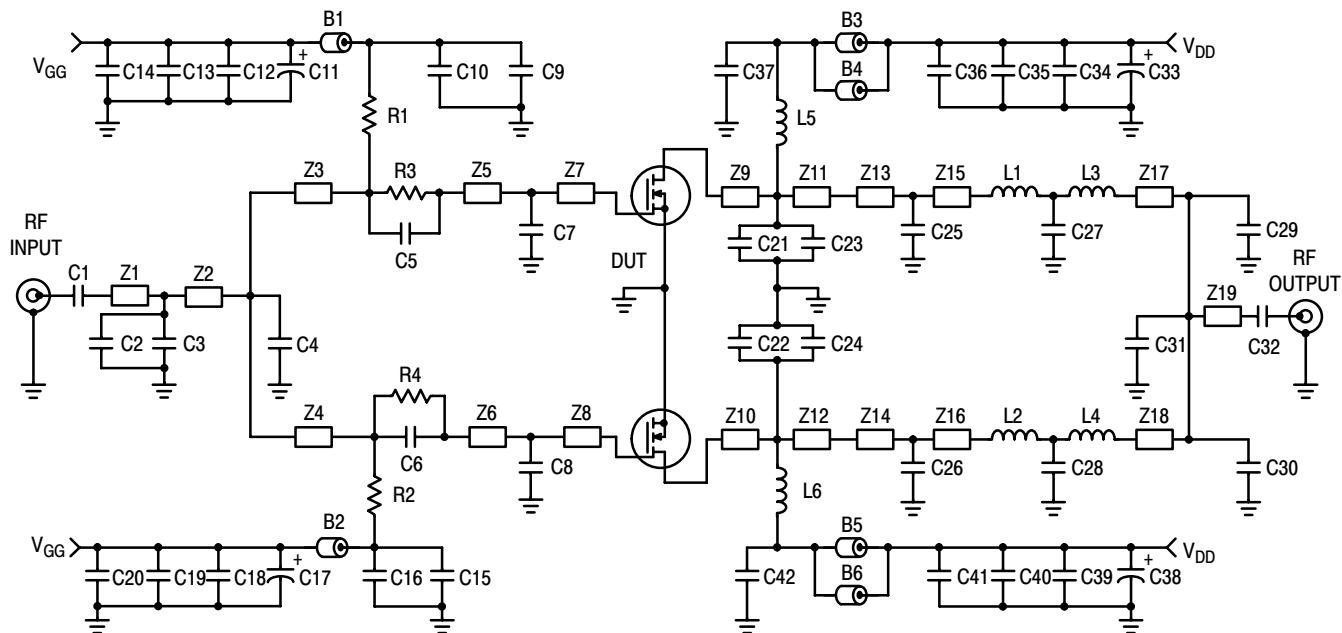 B1
B3
V_GG
C14
C13
C12
+
C11
C10
C9
C37
B4
C36
C35
C34
+
C33
V_DD
R1
L5
Z3
R3
Z5
Z7
Z9
Z11
Z13
Z15
L1
L3
Z17
C5
C7
C21
C23
C25
C27
C29
RF
INPUT
C1
Z1
Z2
DUT
RF
OUTPUT
Z19
C2
C3
C4
C22
C24
C31
C32
R4
Z4
C6
Z6
Z8
Z10
Z12
Z14
Z16
L2
L4
Z18
C8
C26
C28
C30
R2
L6
V_GG
B2
C20
C19
C18
+
C17
C16
C15
C42
B5
B6
C41
C40
C39
+
C38
V_DD